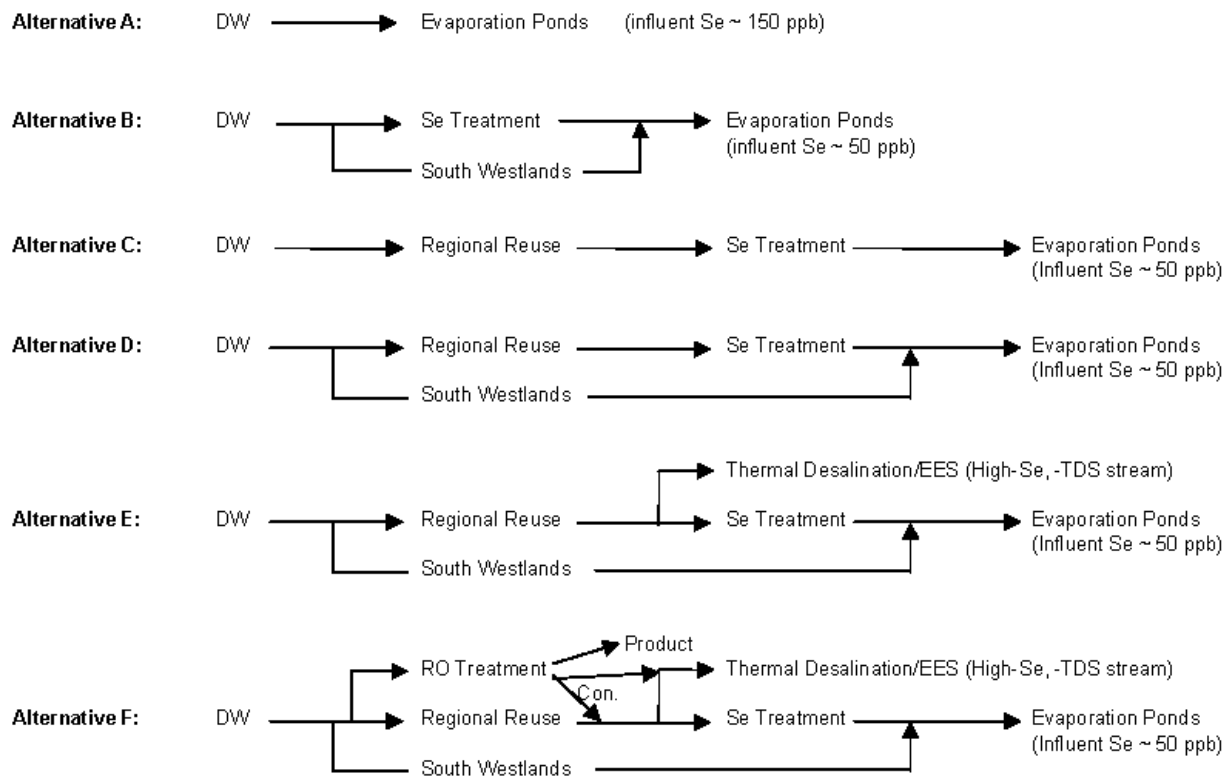 Alternative A: DW Evaporation Ponds (influent Se ~ 150 ppb)
Alternative B: DW Se Treatment Evaporation Ponds
(influent Se ~ 50 ppb)
South Westlands
Alternative C: DW Regional Reuse Se Treatment Evaporation Ponds
(Influent Se ~ 50 ppb)
Alternative D: DW Regional Reuse Se Treatment Evaporation Ponds
(Influent Se ~ 50 ppb)
South Westlands
Thermal Desalination/EES (High-Se, -TDS stream)
Alternative E: DW Regional Reuse Se Treatment Evaporation Ponds
(Influent Se ~ 50 ppb)
South Westlands
Product
RO Treatment Thermal Desalination/EES (High-Se, -TDS stream)
Con.
Alternative F: DW Regional Reuse Se Treatment Evaporation Ponds
(Influent Se ~ 50 ppb)
South Westlands